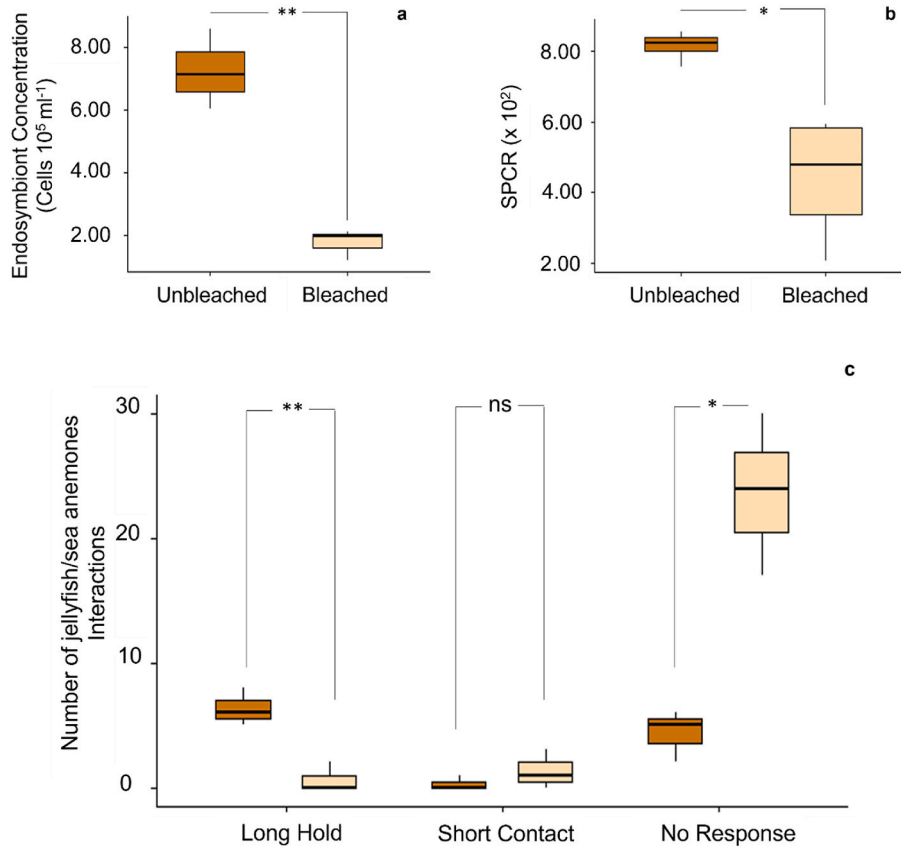 a
**
8.00
6.00
4.00
2.00
Endosymbiont Concentration
(Cells 10⁵ ml⁻¹)
Unbleached
Bleached
b
*
8.00
6.00
4.00
2.00
SPCR (x 10²)
Unbleached
Bleached
c
**
ns
*
30
20
10
0
Number of jellyfish/sea anemones
Interactions
Long Hold
Short Contact
No Response